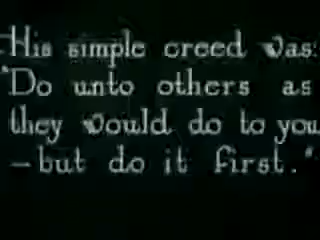 His simple creed was:
"Do unto others as
they would do to you
—but do it first."